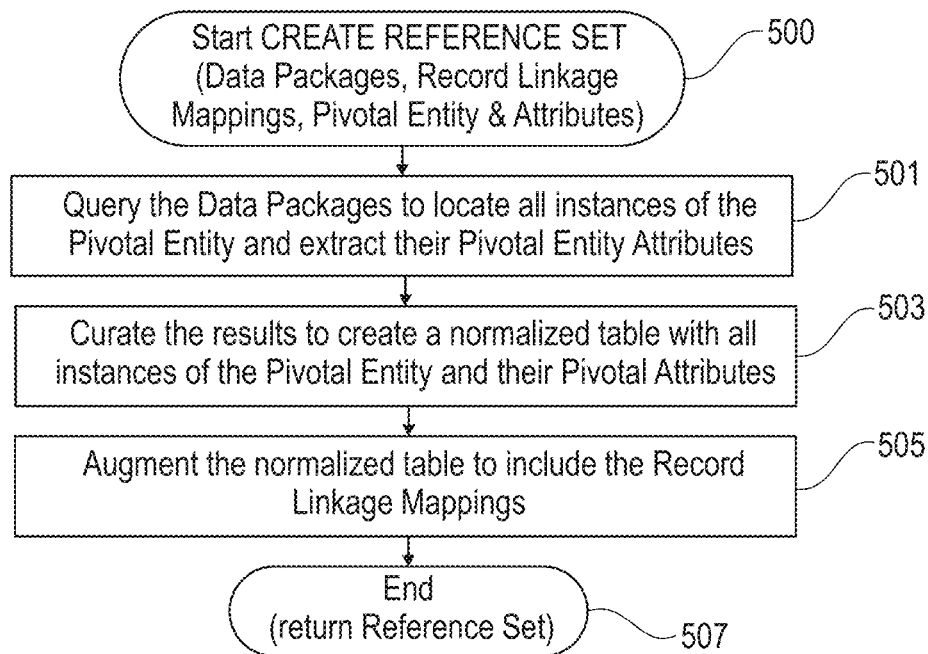 Start CREATE REFERENCE SET
(Data Packages, Record Linkage
Mappings, Pivotal Entity & Attributes)
500
Query the Data Packages to locate all instances of the
Pivotal Entity and extract their Pivotal Entity Attributes
501
Curate the results to create a normalized table with all
instances of the Pivotal Entity and their Pivotal Attributes
503
Augment the normalized table to include the Record
Linkage Mappings
505
End
(return Reference Set)
507